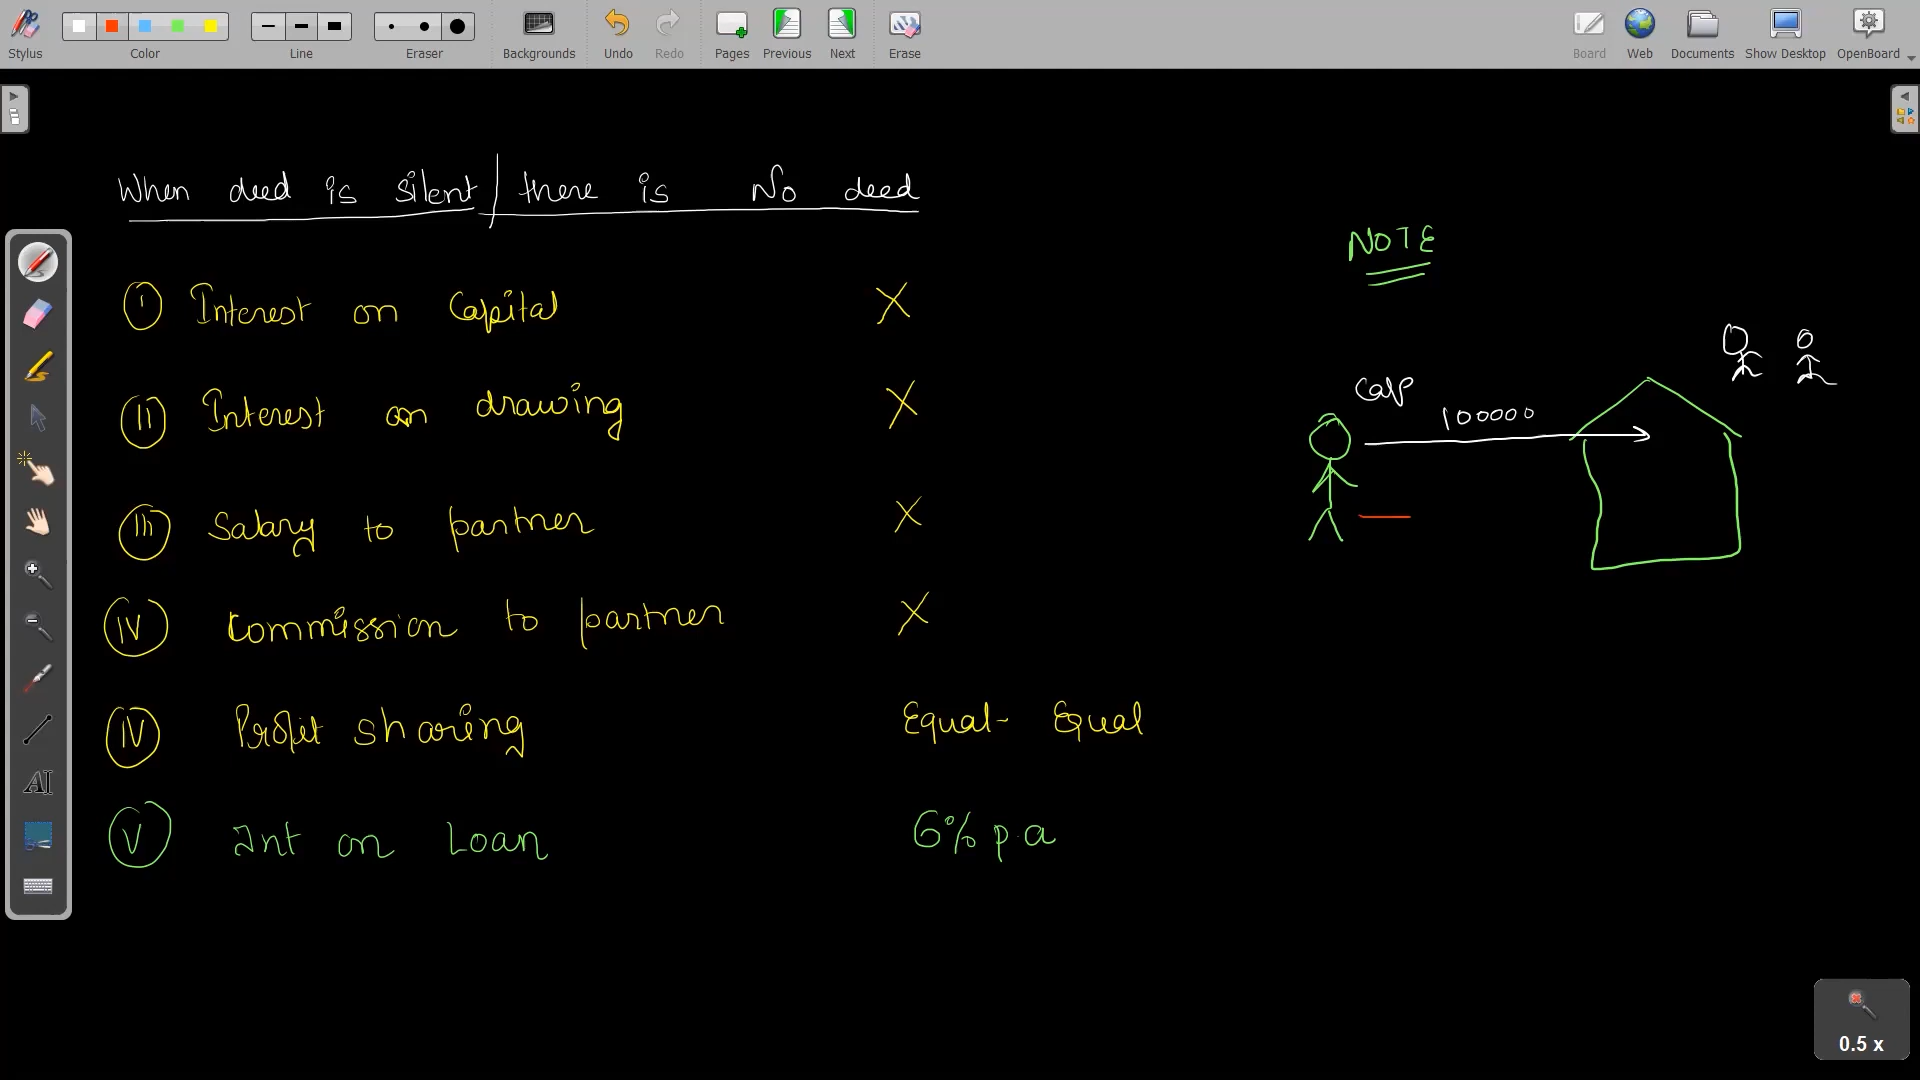 Stylus Color Line Eraser Backgrounds Undo Redo Pages Previous Next Erase Board Web Documents Show Desktop OpenBoard
When deed is silent / there is No deed
NOTE
I Interest on Capital X
II Interest on drawing X
Cap
100000
III Salary to partner X
IV Commission to partner X
IV Profit sharing Equal- Equal
V Int on Loan 6% p.a
AI
0.5 x